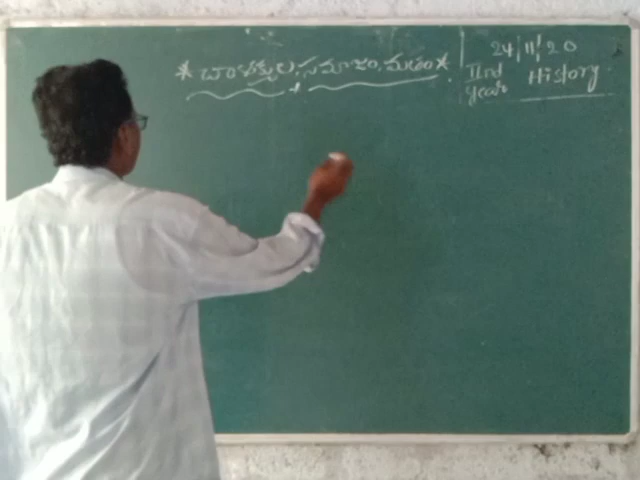 * చాళుక్యుల సమాజం, మతం *
24/11/20
IInd year History